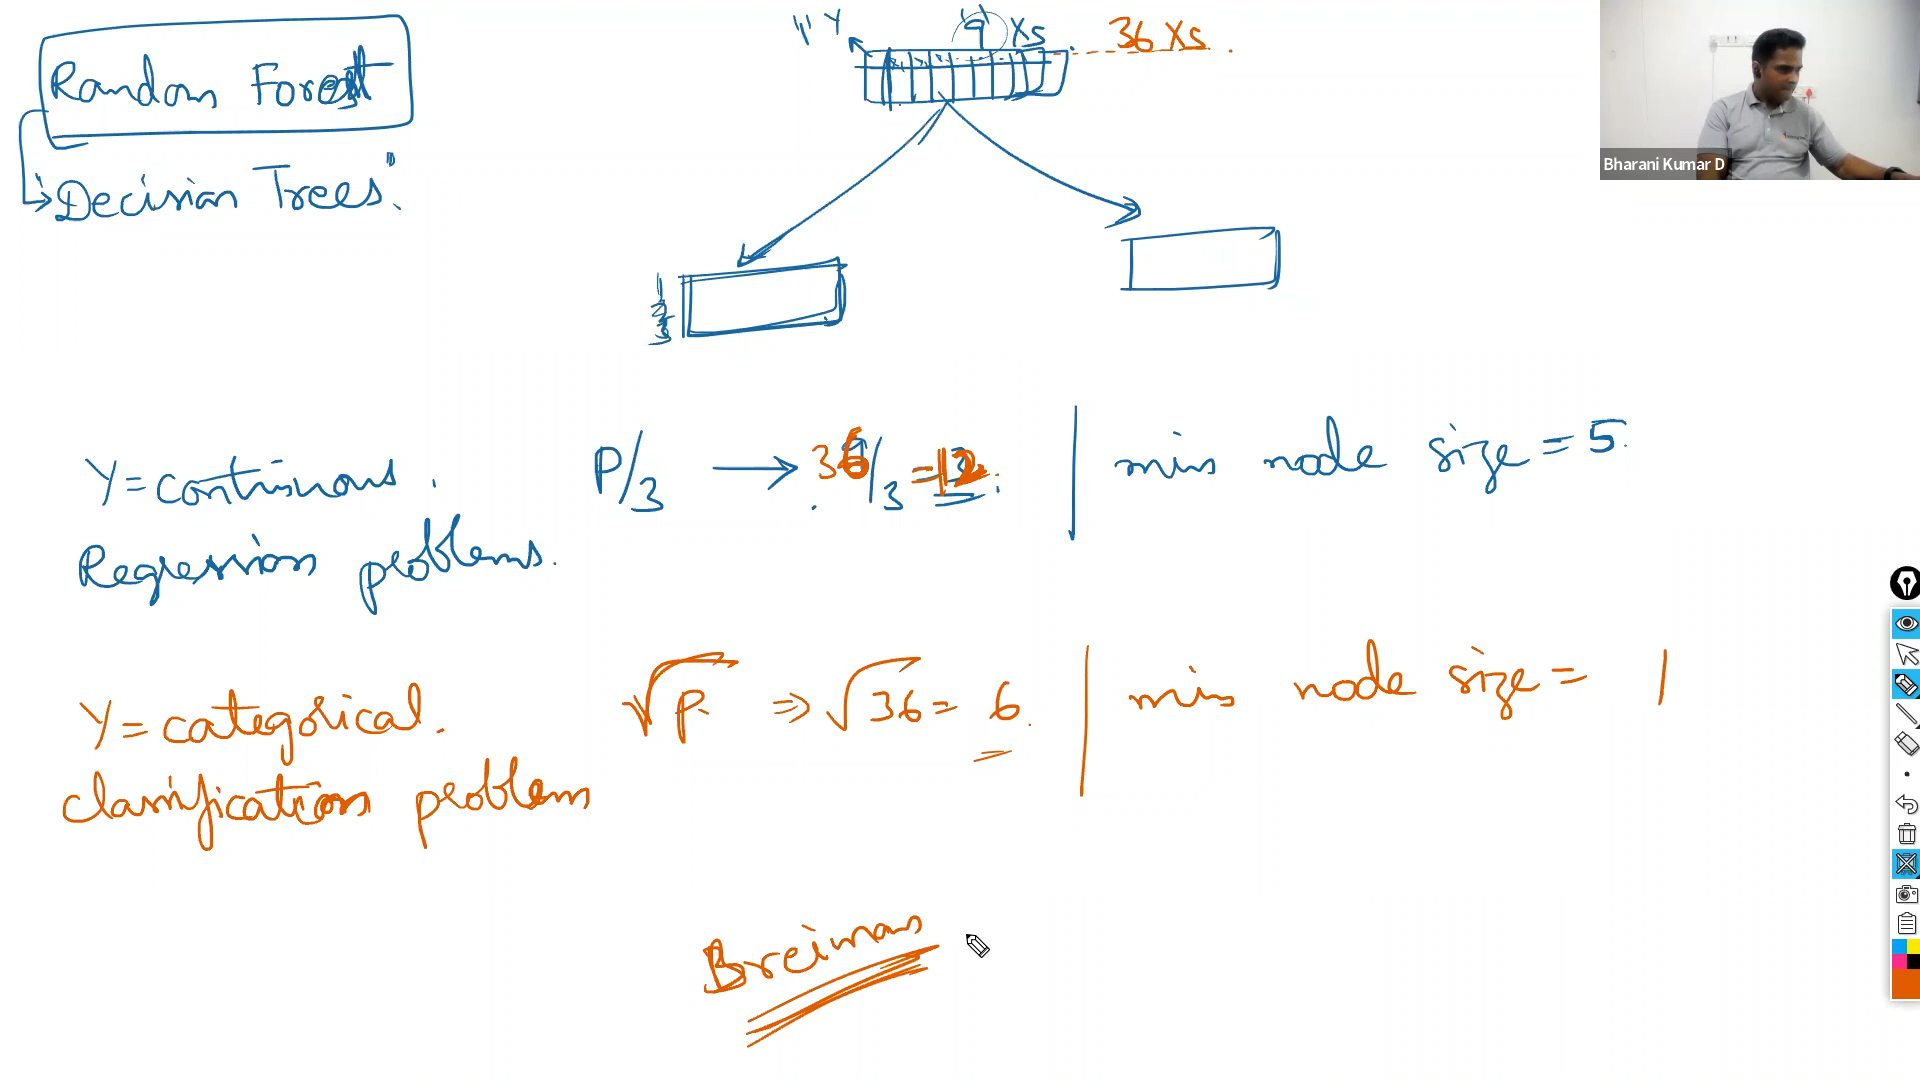 Random Forest
"Decision Trees".
"1" Y
9 Xs
36 Xs
Bharani Kumar D
Y = continuous.
Regression problems.
P/3 → 36/3 = 12
min node size = 5.
Y = categorical.
classification problem
√P ⇒ √36 = 6.
min node size = 1
Breiman